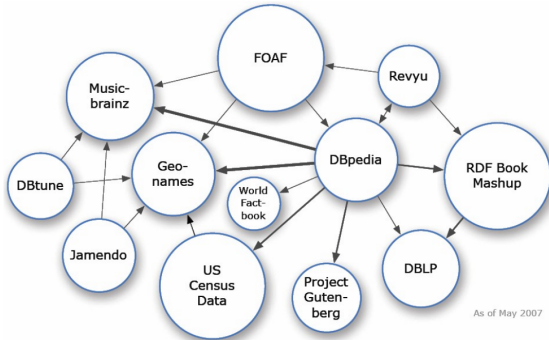 FOAF
Music-
brainz
Revyu
DBpedia
Geo-
names
RDF Book
Mashup
DBtune
World
Fact-
book
Jamendo
US
Census
Data
Project
Guten-
berg
DBLP
As of May 2007